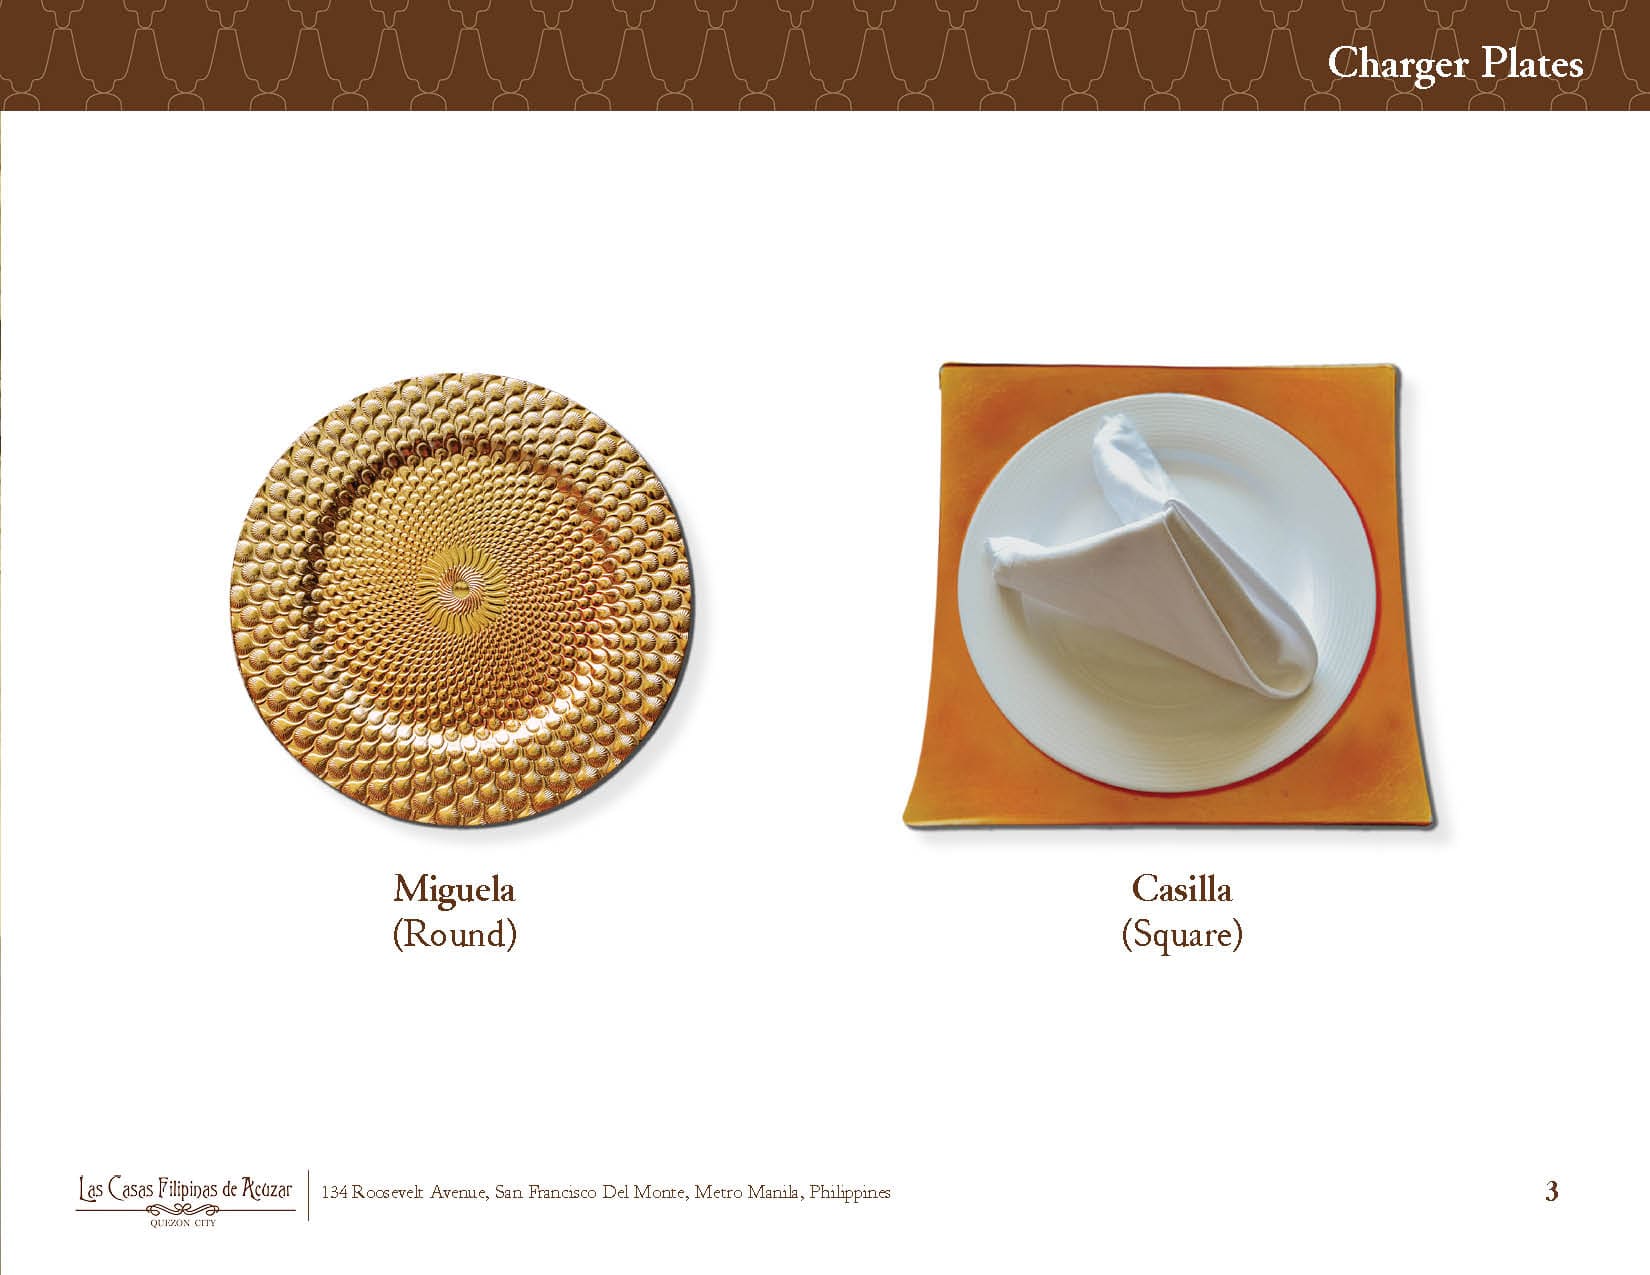 Charger Plates
Miguela
(Round)
Casilla
(Square)
Las Casas Filipinas de Acuzar
QUEZON CITY
134 Roosevelt Avenue, San Francisco Del Monte, Metro Manila, Philippines
3